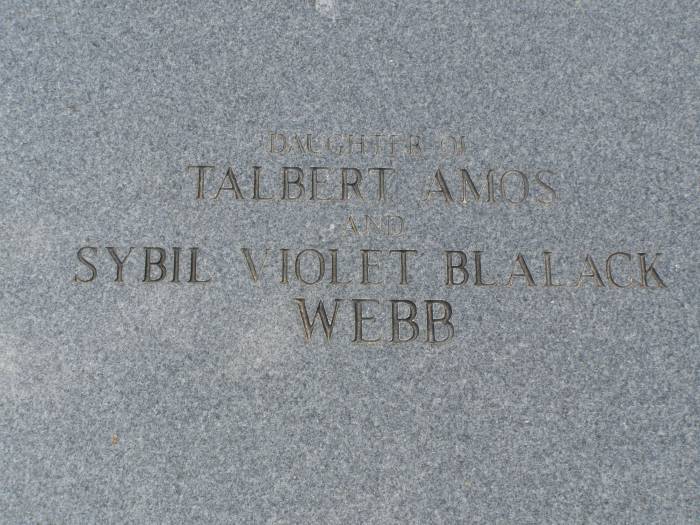 DAUGHTER OF
TALBERT AMOS
AND
SYBIL VIOLET BLALACK
WEBB